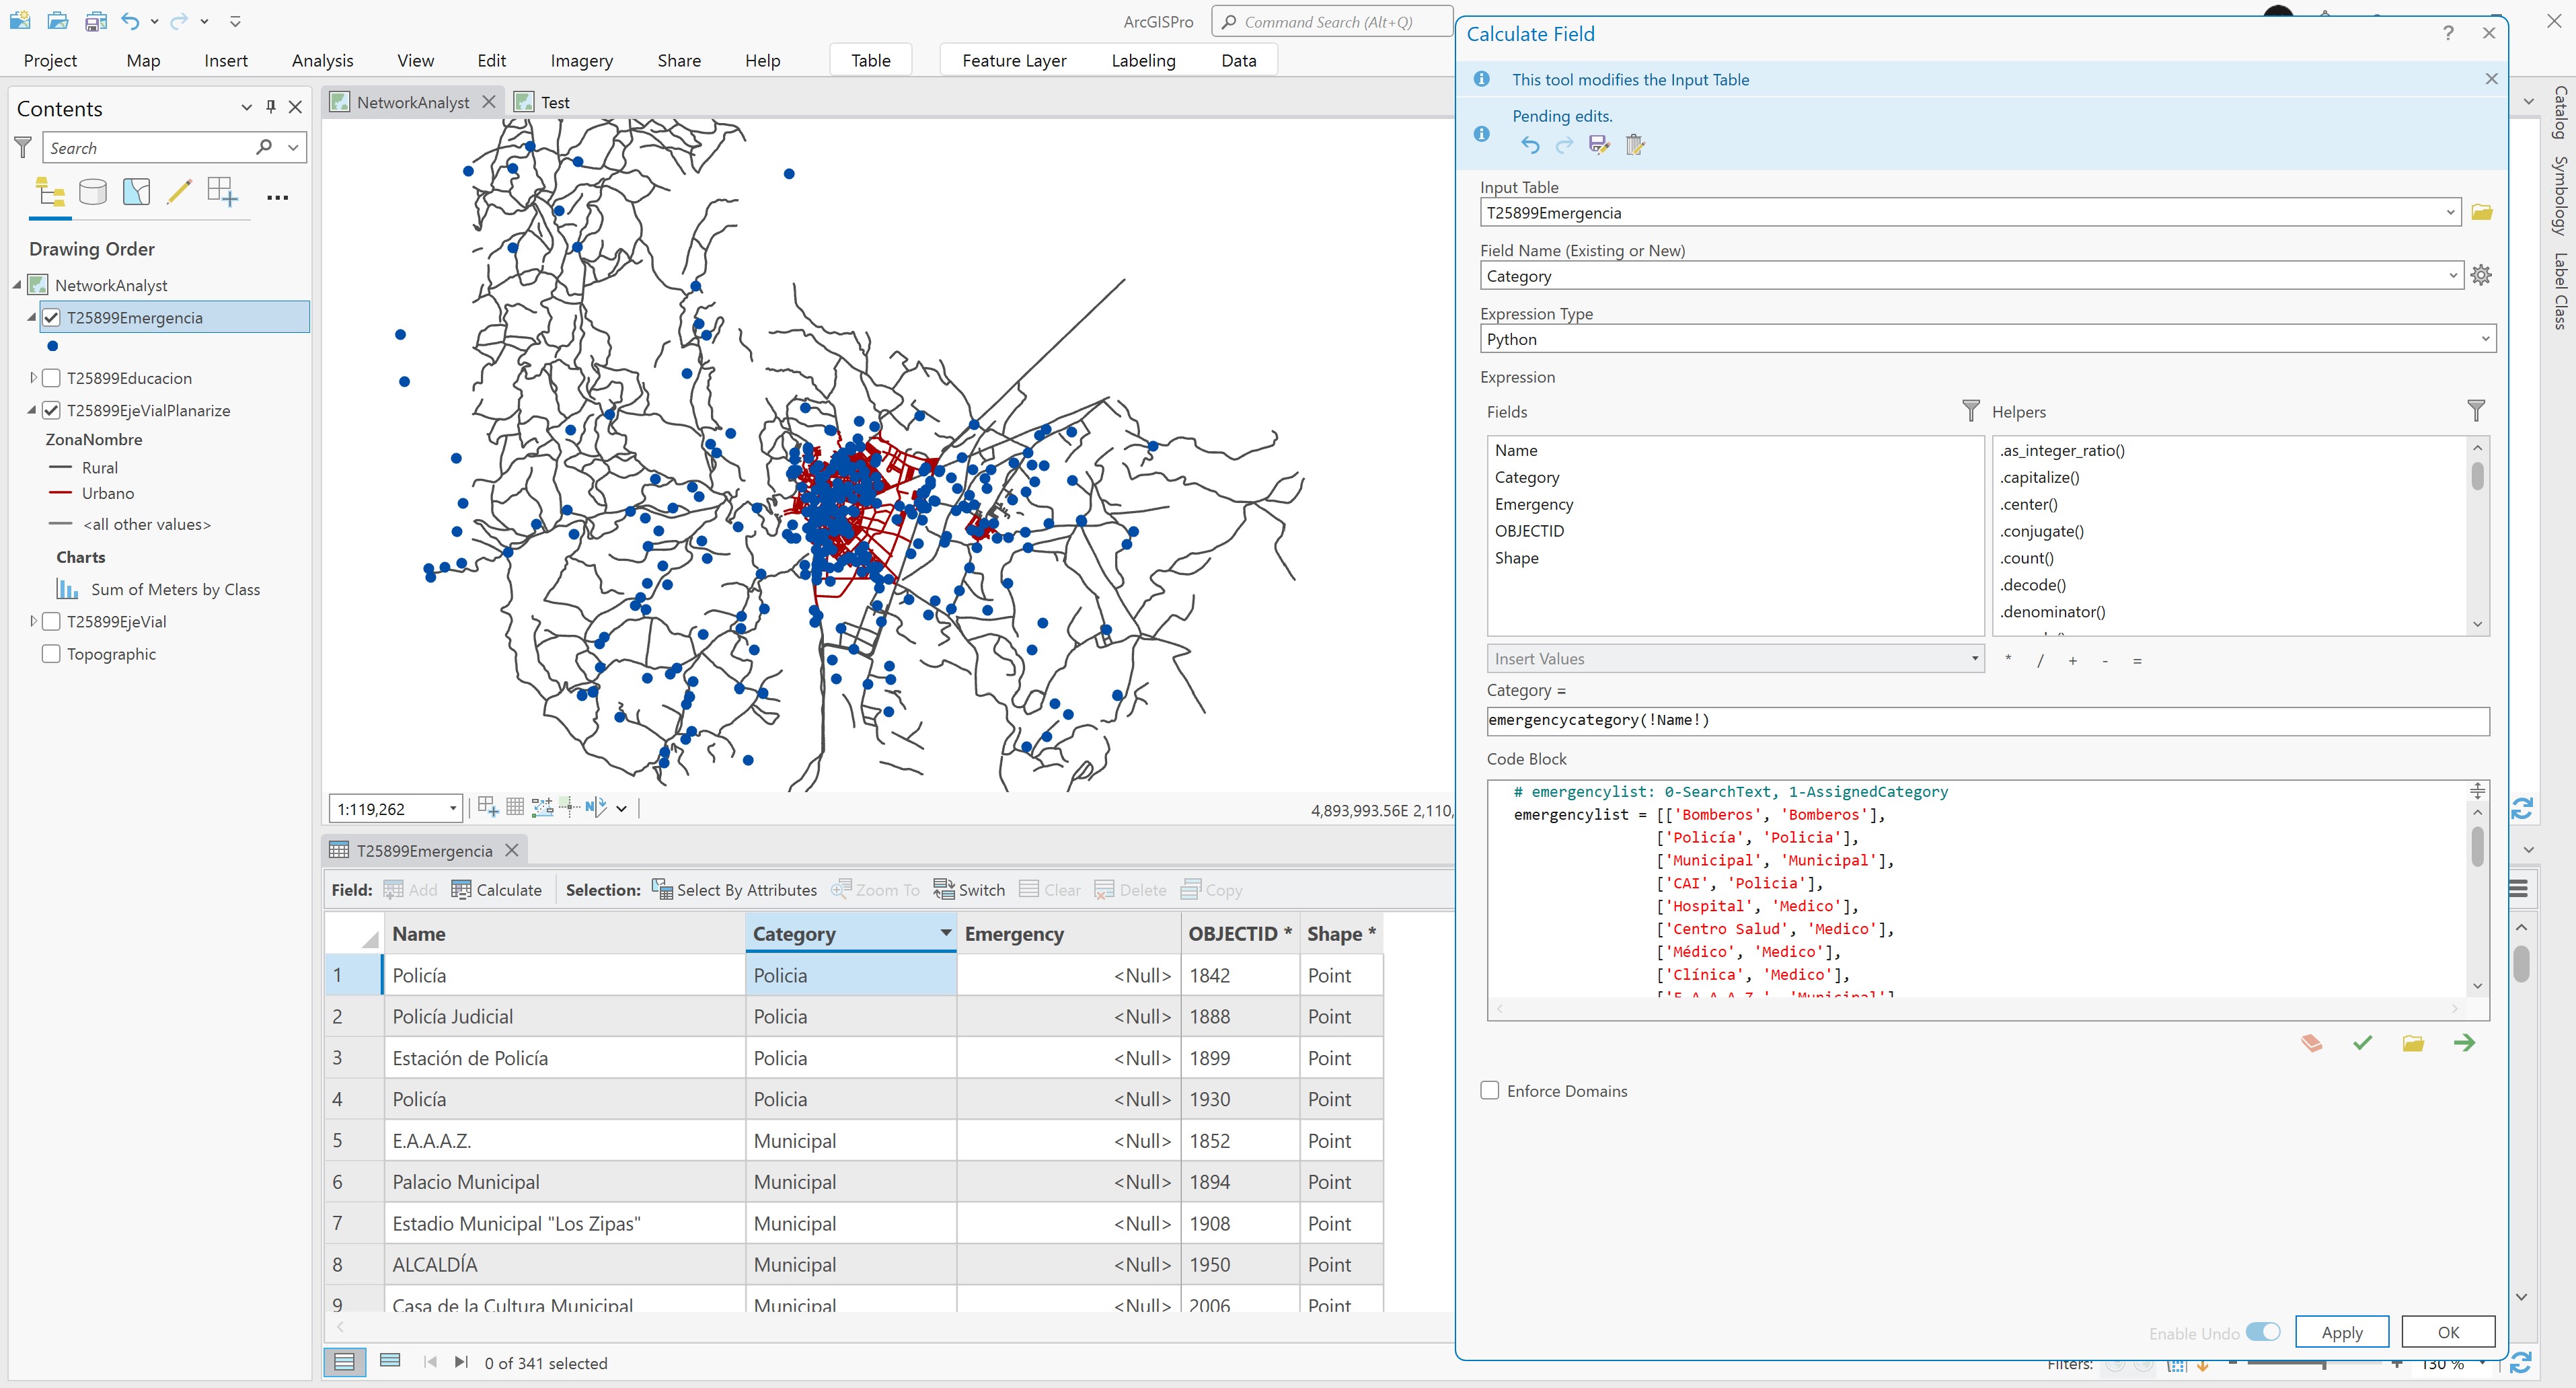 ArcGISPro
Command Search (Alt+Q)
Project
Map
Insert
Analysis
View
Edit
Imagery
Share
Help
Table
Feature Layer
Labeling
Data
Contents
Search
Drawing Order
NetworkAnalyst
T25899Emergencia
T25899Educacion
T25899EjeVialPlanarize
ZonaNombre
Rural
Urbano
<all other values>
Charts
Sum of Meters by Class
T25899EjeVial
Topographic
NetworkAnalyst
Test
1:119,262
4,893,993.56E 2,110,
T25899Emergencia
Field: Add Calculate Selection: Select By Attributes Zoom To Switch Clear Delete Copy
Name Category Emergency OBJECTID * Shape *
1 Policía Policia <Null> 1842 Point
2 Policía Judicial Policia <Null> 1888 Point
3 Estación de Policía Policia <Null> 1899 Point
4 Policía Policia <Null> 1930 Point
5 E.A.A.A.Z. Municipal <Null> 1852 Point
6 Palacio Municipal Municipal <Null> 1894 Point
7 Estadio Municipal "Los Zipas" Municipal <Null> 1908 Point
8 ALCALDÍA Municipal <Null> 1950 Point
9 Casa de la Cultura Municipal Municipal <Null> 2006 Point
0 of 341 selected
Filters:
130 %
Calculate Field
?
This tool modifies the Input Table
Pending edits.
Input Table
T25899Emergencia
Field Name (Existing or New)
Category
Expression Type
Python
Expression
Fields
Name
Category
Emergency
OBJECTID
Shape
Helpers
.as_integer_ratio()
.capitalize()
.center()
.conjugate()
.count()
.decode()
.denominator()
Insert Values
* / + - =
Category =
emergencycategory(!Name!)
Code Block
# emergencylist: 0-SearchText, 1-AssignedCategory
emergencylist = [['Bomberos', 'Bomberos'],
['Policía', 'Policia'],
['Municipal', 'Municipal'],
['CAI', 'Policia'],
['Hospital', 'Medico'],
['Centro Salud', 'Medico'],
['Médico', 'Medico'],
['Clínica', 'Medico'],
['E.A.A.A.Z.', 'Municipal']
Enforce Domains
Enable Undo
Apply
OK
Catalog
Symbology
Label Class